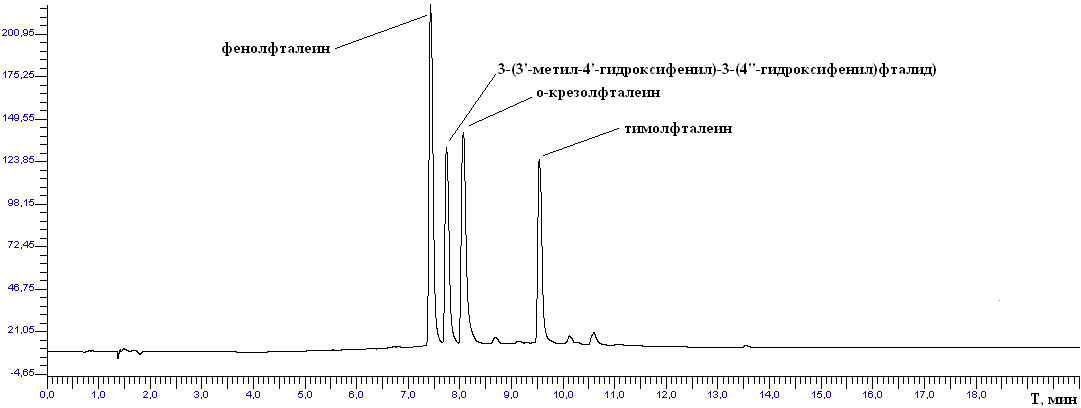 200,95
фенолфталеин
175,25
3-(3'-метил-4'-гидроксифенил)-3-(4''-гидроксифенил)фталид)
о-крезолфталеин
149,55
тимолфталеин
123,85
98,15
72,45
46,75
21,05
-4,65
0,0 1,0 2,0 3,0 4,0 5,0 6,0 7,0 8,0 9,0 10,0 11,0 12,0 13,0 14,0 15,0 16,0 17,0 18,0
Т, мин